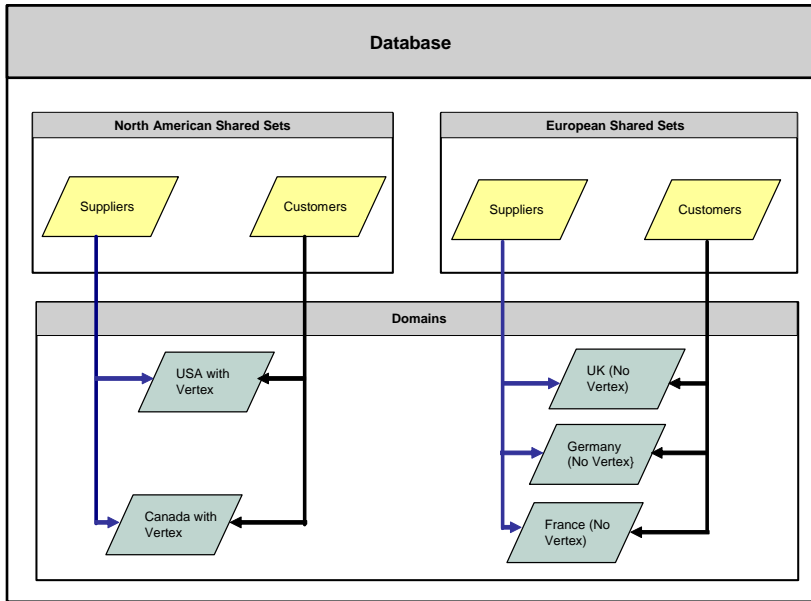 Database
North American Shared Sets
European Shared Sets
Suppliers
Customers
Suppliers
Customers
Domains
USA with
Vertex
UK (No
Vertex)
Germany
(No Vertex}
Canada with
Vertex
France (No
Vertex)